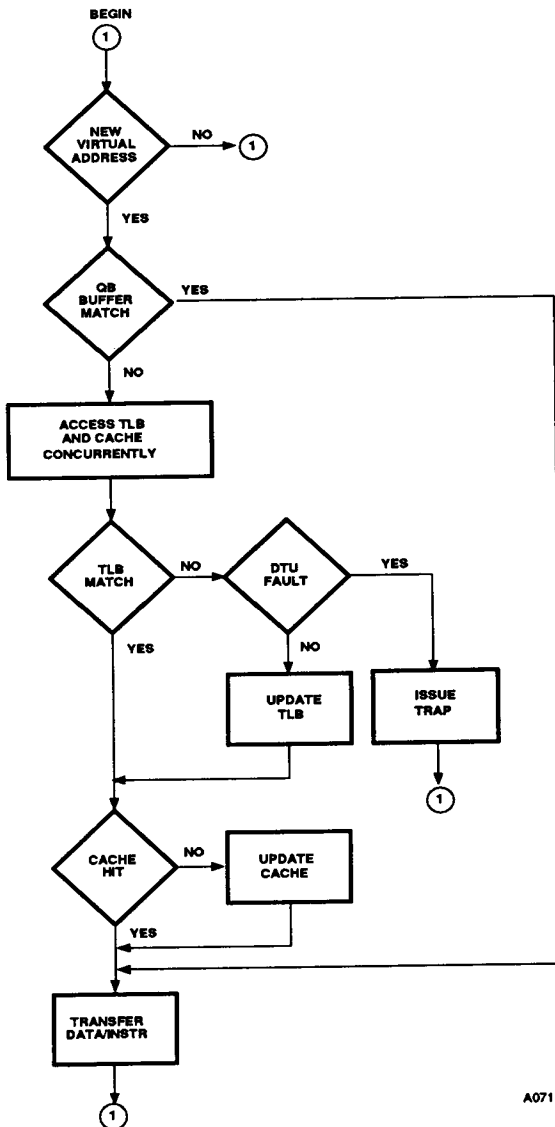 BEGIN
1
NEW
VIRTUAL
ADDRESS
NO
1
YES
QB
BUFFER
MATCH
YES
NO
ACCESS TLB
AND CACHE
CONCURRENTLY
TLB
MATCH
NO
DTU
FAULT
YES
YES
NO
UPDATE
TLB
ISSUE
TRAP
1
CACHE
HIT
NO
UPDATE
CACHE
YES
TRANSFER
DATA/INSTR
1
A071